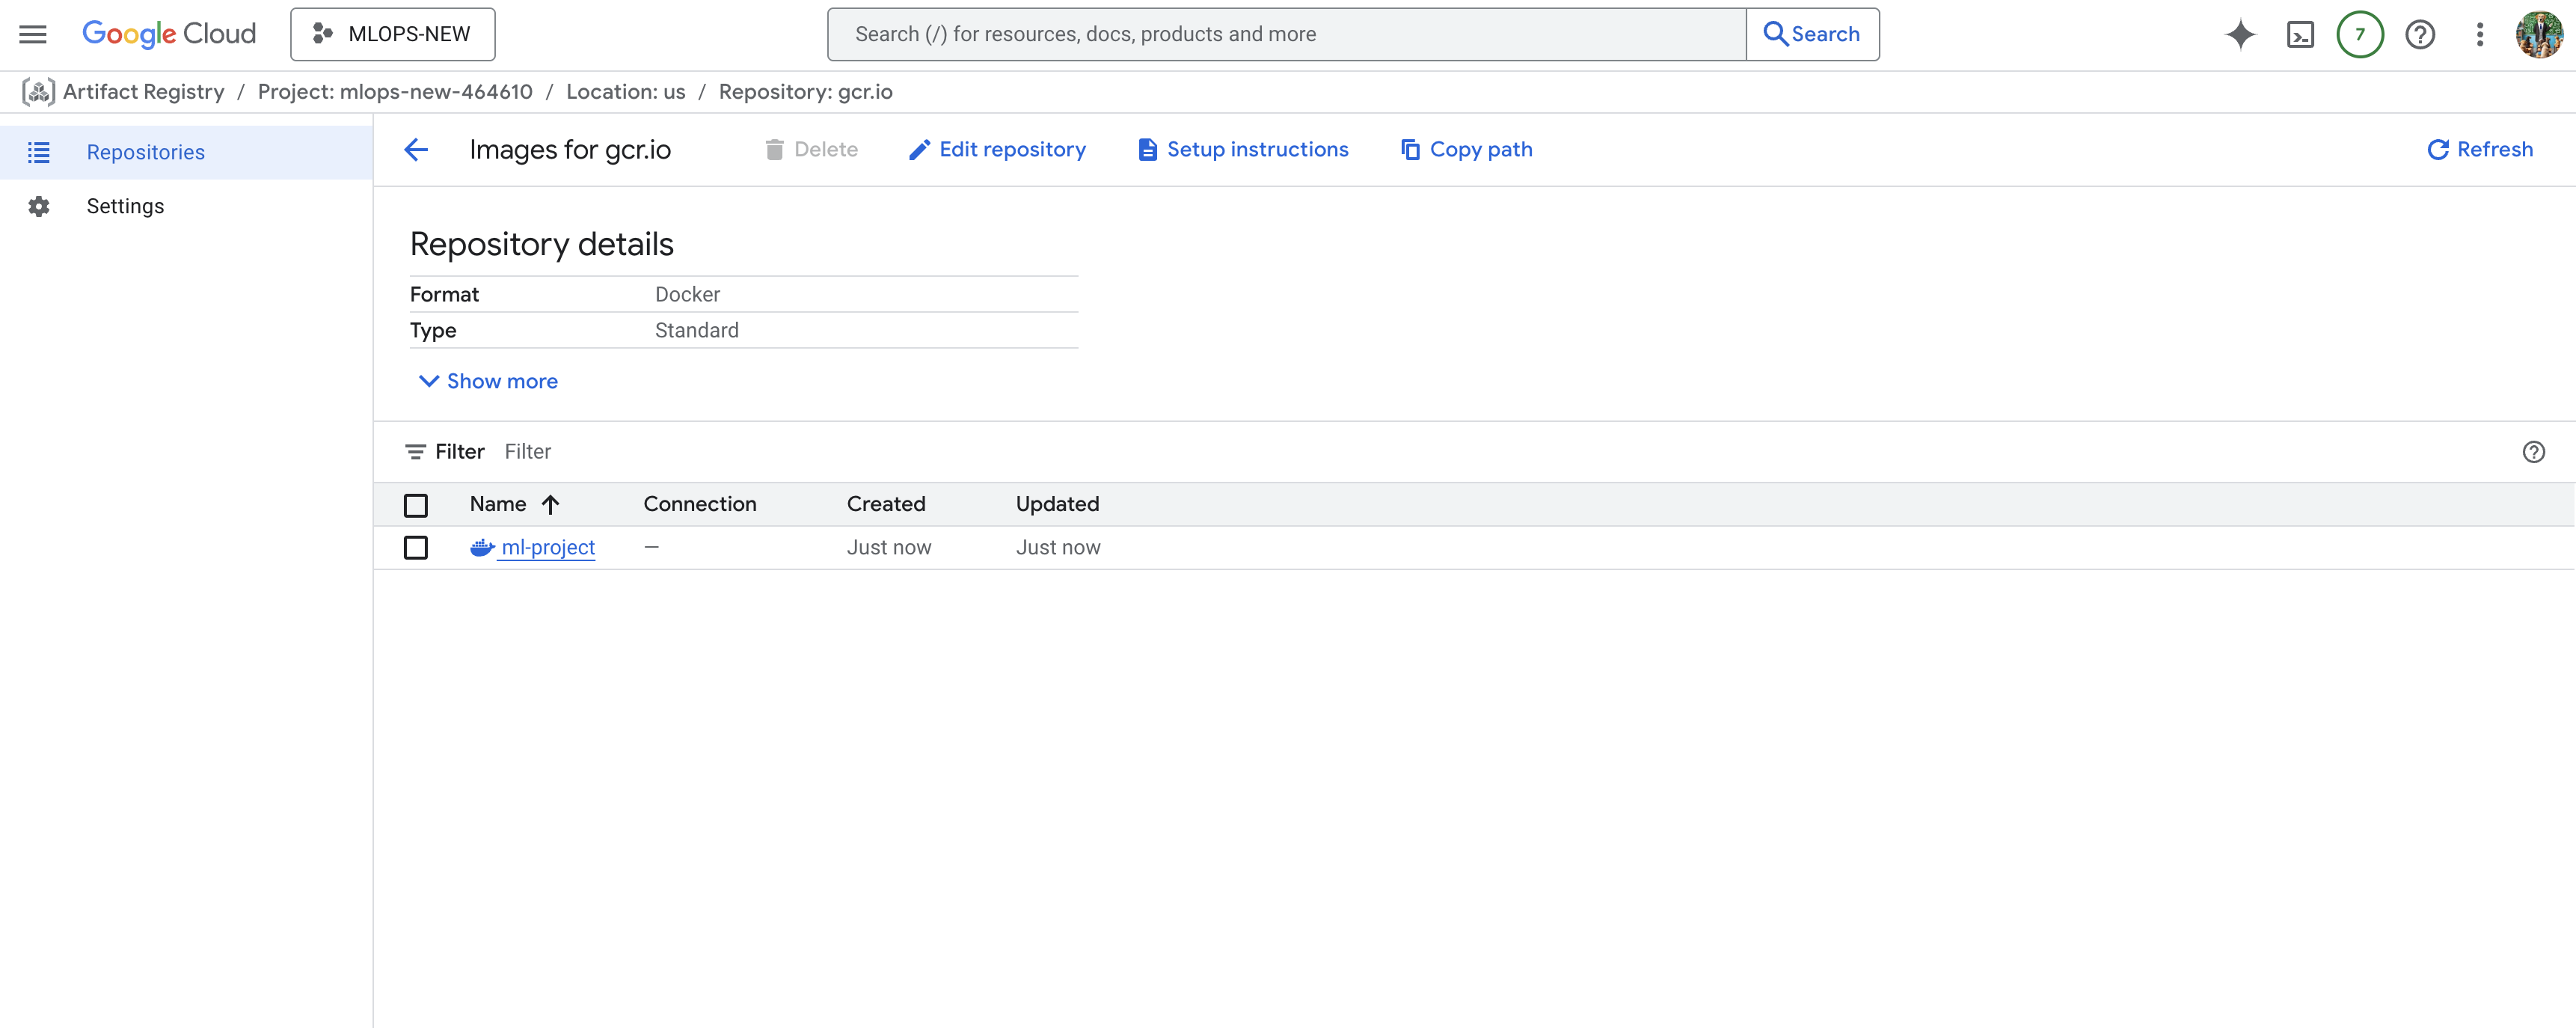 Google Cloud
MLOPS-NEW
Search (/) for resources, docs, products and more
Search
7
Artifact Registry / Project: mlops-new-464610 / Location: us / Repository: gcr.io
Repositories
Settings
Images for gcr.io
Delete
Edit repository
Setup instructions
Copy path
Refresh
Repository details
Format Docker
Type Standard
Show more
Filter Filter
Name Connection Created Updated
ml-project — Just now Just now